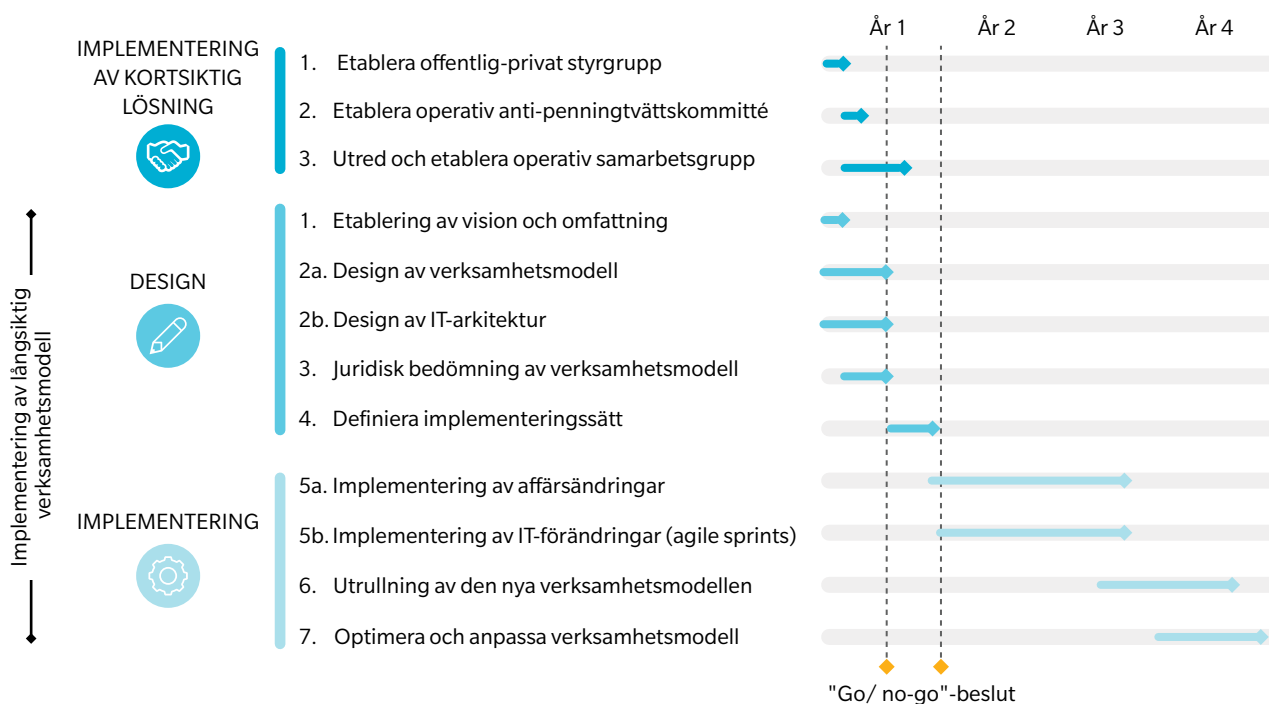 År 1
År 2
År 3
År 4
IMPLEMENTERING
AV KORTSIKTIG
LÖSNING
1. Etablera offentlig-privat styrgrupp
2. Etablera operativ anti-penningtvättskommitté
3. Utred och etablera operativ samarbetsgrupp
Implementering av långsiktig
verksamhetsmodell
DESIGN
1. Etablering av vision och omfattning
2a. Design av verksamhetsmodell
2b. Design av IT-arkitektur
3. Juridisk bedömning av verksamhetsmodell
4. Definiera implementeringssätt
IMPLEMENTERING
5a. Implementering av affärsändringar
5b. Implementering av IT-förändringar (agile sprints)
6. Utrullning av den nya verksamhetsmodellen
7. Optimera och anpassa verksamhetsmodell
"Go/ no-go"-beslut